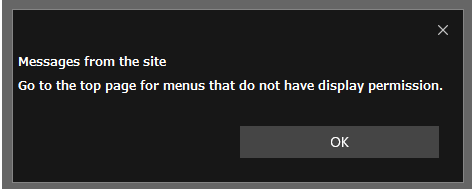 Messages from the site
Go to the top page for menus that do not have display permission.
OK